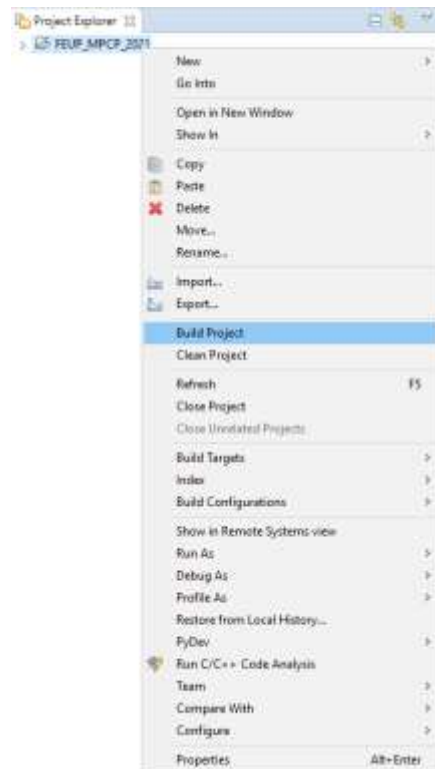 Project Explorer
FEUP_MPCP_2021
New
Go Into
Open in New Window
Show In
Copy
Paste
Delete
Move...
Rename...
Import...
Export...
Build Project
Clean Project
Refresh F5
Close Project
Close Unrelated Projects
Build Targets
Index
Build Configurations
Show in Remote Systems view
Run As
Debug As
Profile As
Restore from Local History...
PyDev
Run C/C++ Code Analysis
Team
Compare With
Configure
Properties Alt+Enter